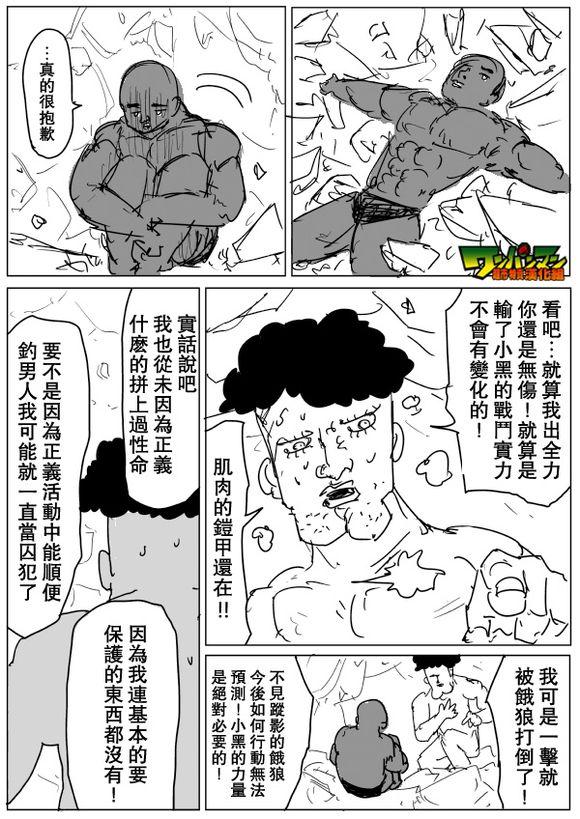 ワンパンマン
看吧…就算我出全力
你還是無傷！就算是
輸了小黑的戰鬥實力
不會有變化的！
肌肉的鎧甲還在!!
…真的很抱歉
實話說吧
我也從未因為正義
什麼的拼上過性命
要不是因為正義活動中能順便
釣男人我可能就一直當囚犯了
因為我連基本的要
保護的東西都沒有！
我可是一擊就
被餓狼打倒了！
不見蹤影的餓狼
今後如何行動無法
預測！小黑的力量
是絕對必要的！